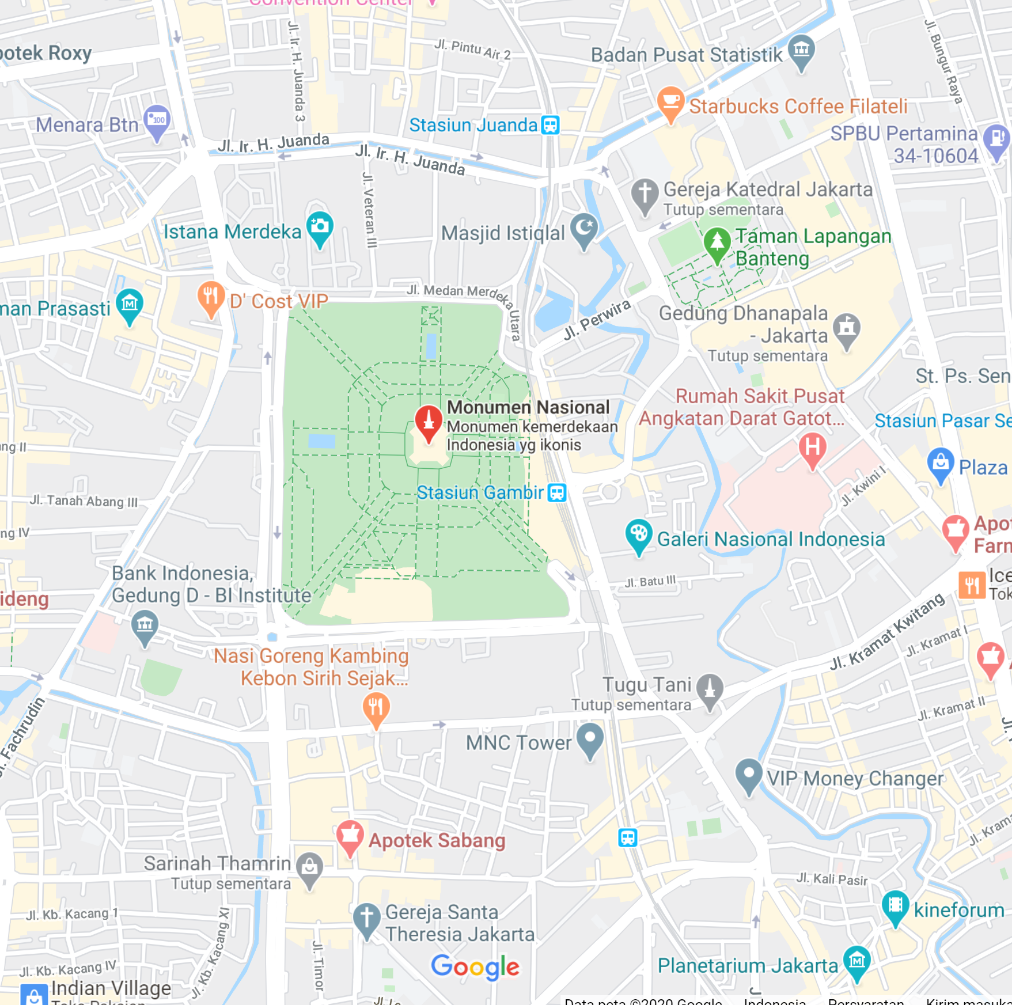 Convention Center
potek Roxy
Jl. Ir. H. Juanda 3
Jl. Pintu Air 2
Badan Pusat Statistik
Jl. Bungur Raya
Menara Btn
Stasiun Juanda
Starbucks Coffee Filateli
SPBU Pertamina
34-10604
Jl. Ir. H. Juanda
Jl. Ir. H. Juanda
Jl. Veteran III
Gereja Katedral Jakarta
Tutup sementara
Istana Merdeka
Masjid Istiqlal
Taman Lapangan
Banteng
man Prasasti
D' Cost VIP
Jl. Medan Merdeka Utara
Jl. Perwira
Gedung Dhanapala
- Jakarta
Tutup sementara
St. Ps. Sen
Rumah Sakit Pusat
Angkatan Darat Gatot...
Monumen Nasional
Monumen kemerdekaan
Indonesia yg ikonis
Stasiun Pasar Se
ng II
Plaza
Stasiun Gambir
Jl. Kwini I
Jl. Tanah Abang III
ng IV
Galeri Nasional Indonesia
Apot
Farm
Bank Indonesia,
Gedung D - BI Institute
Jl. Batu III
Ice
Tok
ideng
Jl. Kramat Kwitang
Jl. Kramat I
Nasi Goreng Kambing
Kebon Sirih Sejak...
Tugu Tani
Tutup sementara
Jl. Kramat II
Jl. Fachrudin
MNC Tower
VIP Money Changer
Jl. Krama
Apotek Sabang
Sarinah Thamrin
Tutup sementara
Jl. Kali Pasir
Jl. Kb. Kacang 1
Jl. Kb. Kacang XI
Gereja Santa
Theresia Jakarta
kineforum
Jl. Timor
Jl. Kb. Kacang IV
Google
Planetarium Jakarta
Indian Village
Toko Pakaian
Data peta ©2020 Google
Indonesia
Persyaratan
Kirim masuka